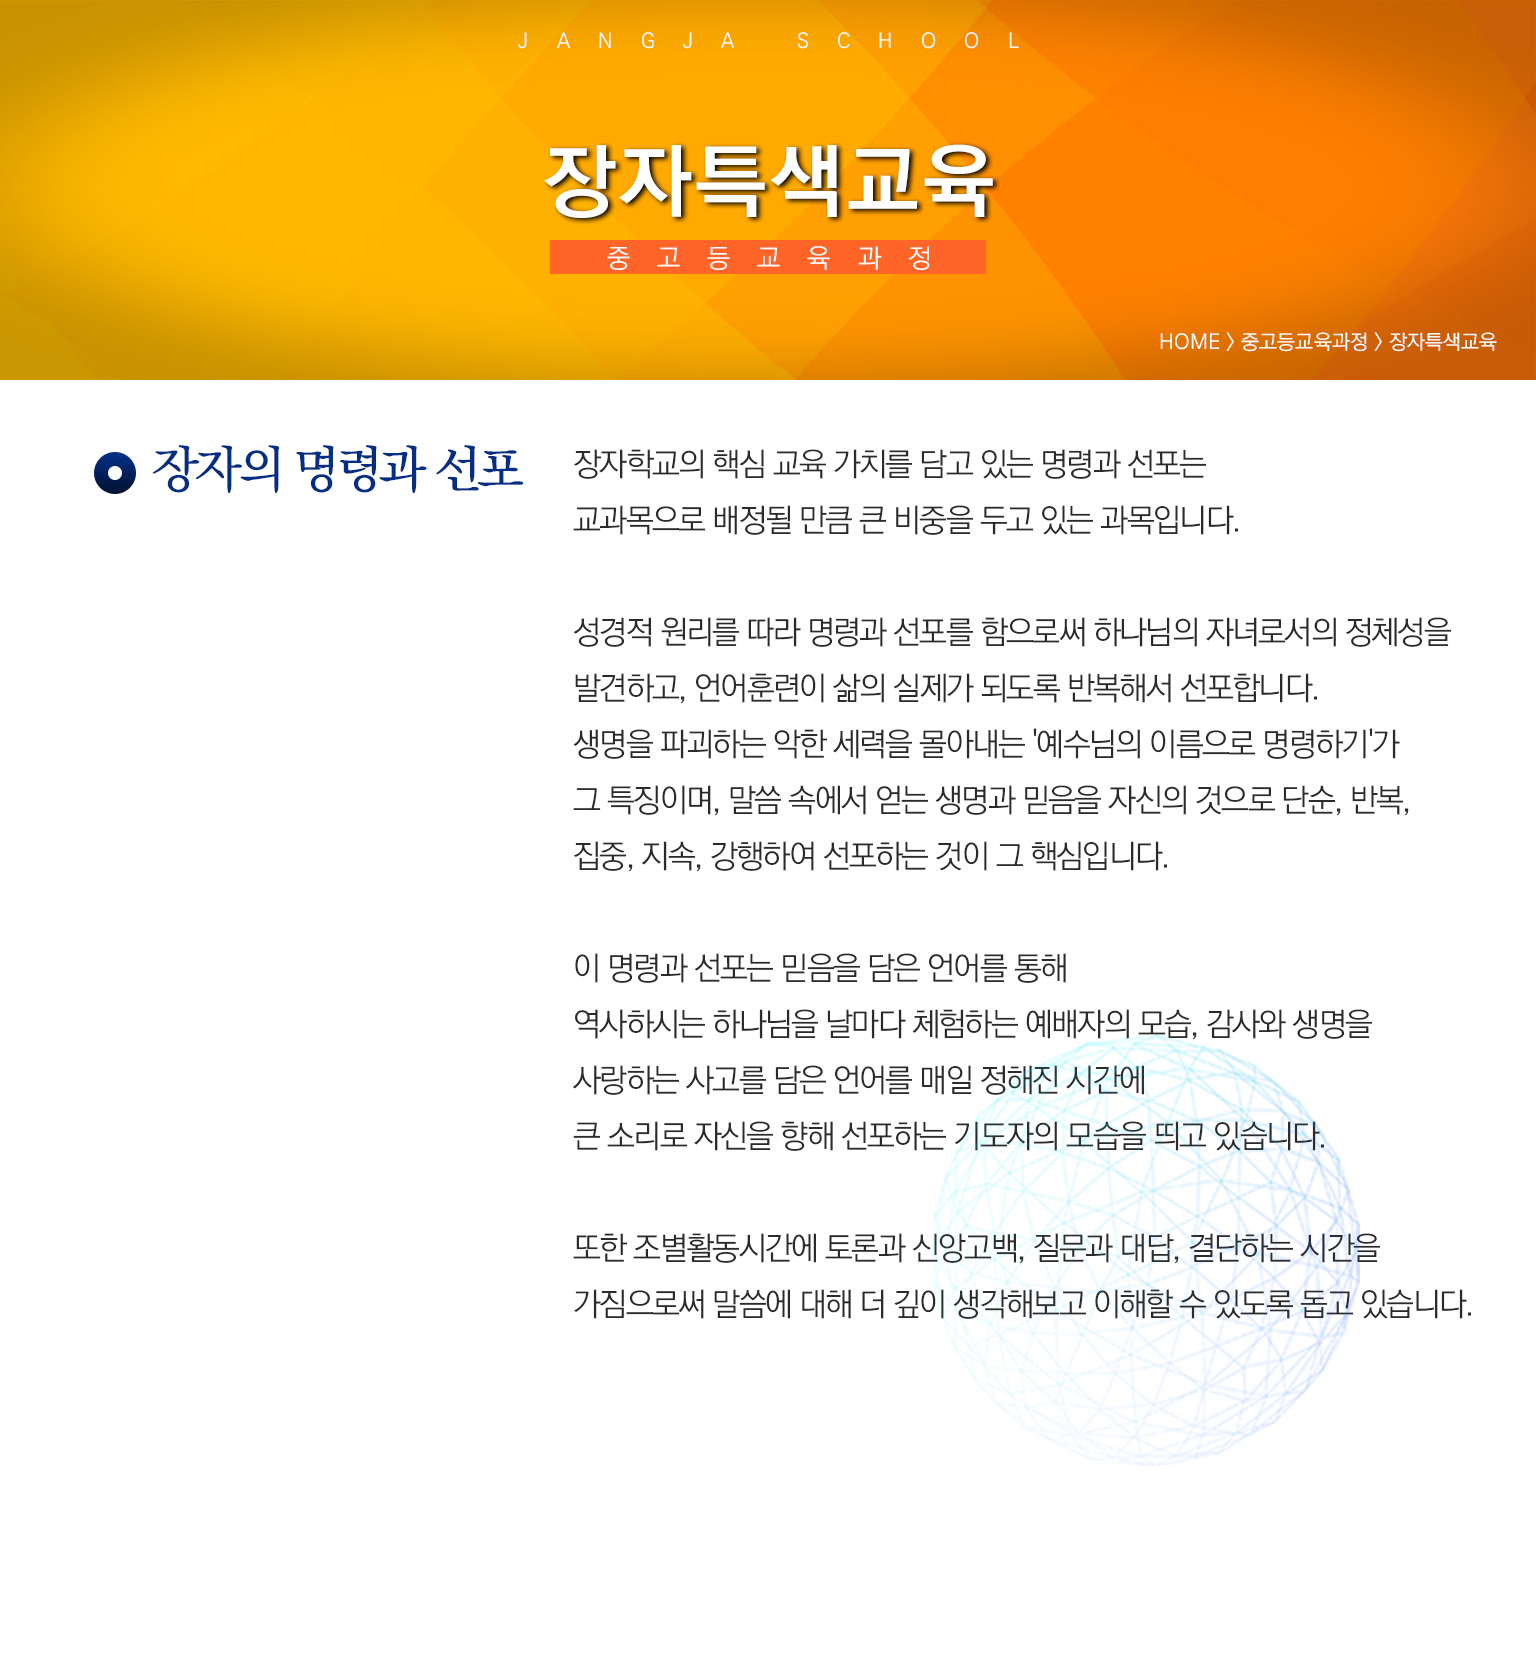 JANGJA SCHOOL
장자특색교육
중고등교육과정
HOME > 중고등교육과정 > 장자특색교육
장자의 명령과 선포
장자학교의 핵심 교육 가치를 담고 있는 명령과 선포는
교과목으로 배정될 만큼 큰 비중을 두고 있는 과목입니다.
성경적 원리를 따라 명령과 선포를 함으로써 하나님의 자녀로서의 정체성을
발견하고, 언어훈련이 삶의 실제가 되도록 반복해서 선포합니다.
생명을 파괴하는 악한 세력을 몰아내는 '예수님의 이름으로 명령하기'가
그 특징이며, 말씀 속에서 얻는 생명과 믿음을 자신의 것으로 단순, 반복,
집중, 지속, 강행하여 선포하는 것이 그 핵심입니다.
이 명령과 선포는 믿음을 담은 언어를 통해
역사하시는 하나님을 날마다 체험하는 예배자의 모습, 감사와 생명을
사랑하는 사고를 담은 언어를 매일 정해진 시간에
큰 소리로 자신을 향해 선포하는 기도자의 모습을 띄고 있습니다.
또한 조별활동시간에 토론과 신앙고백, 질문과 대답, 결단하는 시간을
가짐으로써 말씀에 대해 더 깊이 생각해보고 이해할 수 있도록 돕고 있습니다.